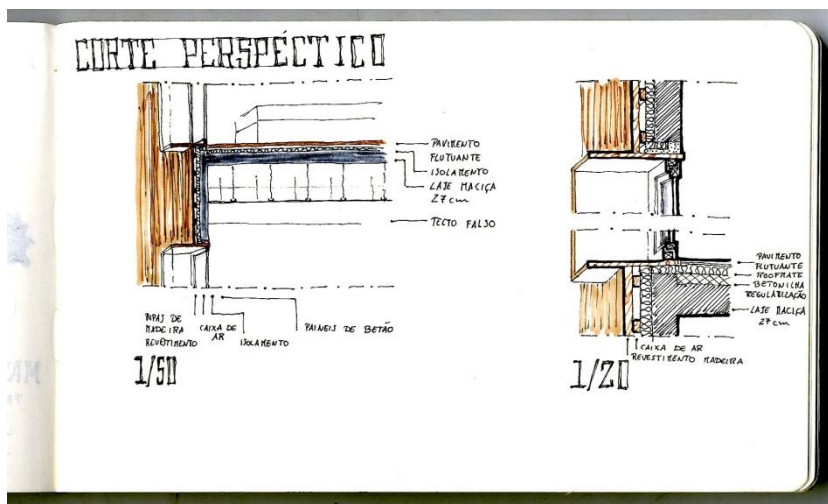 CORTE PERSPÉCTICO
PAVIMENTO
FLUTUANTE
ISOLAMENTO
LAJE MACIÇA
27cm
TECTO FALSO
RIPAS DE
MADEIRA
REVESTIMENTO
CAIXA DE
AR
ISOLAMENTO
PAINEIS DE BETÃO
1/50
PAVIMENTO
FLUTUANTE
ROOFMATE
BETONILHA
REGULARIZAÇÃO
LAJE MACIÇA
27cm
CAIXA DE AR
REVESTIMENTO MADEIRA
1/20